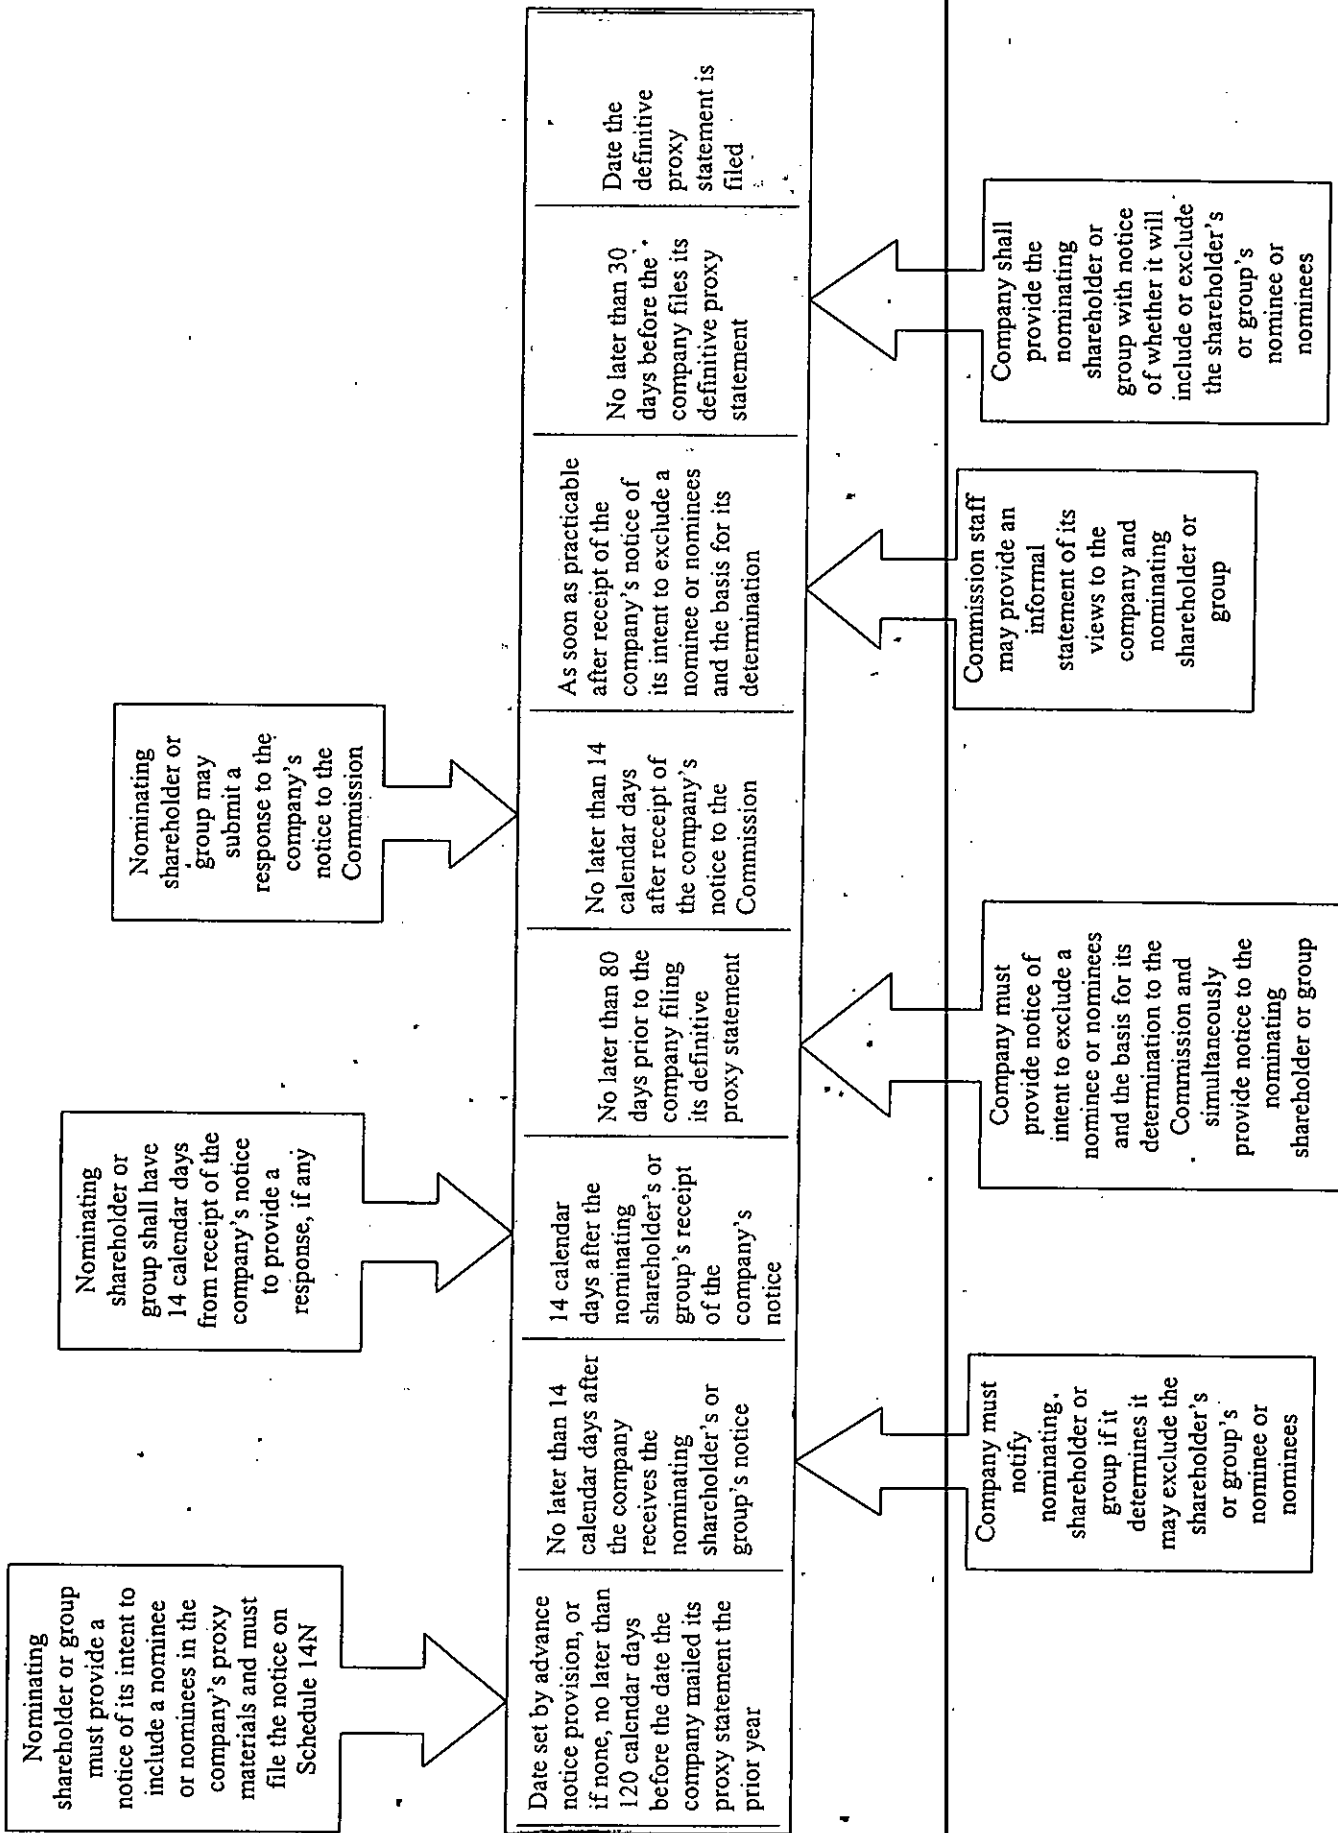 Nominating
shareholder or group
must provide a
notice of its intent to
include a nominee
or nominees in the
company's proxy
materials and must
file the notice on
Schedule 14N
Nominating
shareholder or
group shall have
14 calendar days
from receipt of the
company's notice
to provide a
response, if any
Nominating
shareholder or
group may
submit a
response to the
company's
notice to the
Commission
Date set by advance
notice provision, or
if none, no later than
120 calendar days
before the date the
company mailed its
proxy statement the
prior year
No later than 14
calendar days after
the company
receives the
nominating
shareholder's or
group's notice
14 calendar
days after the
nominating
shareholder's or
group's receipt
of the
company's
notice
No later than 80
days prior to the
company filing
its definitive
proxy statement
No later than 14
calendar days
after receipt of
the company's
notice to the
Commission
As soon as practicable
after receipt of the
company's notice of
its intent to exclude a
nominee or nominees
and the basis for its
determination
No later than 30
days before the
company files its
definitive proxy
statement
Date the
definitive
proxy
statement is
filed
Company must
notify
nominating
shareholder or
group if it
determines it
may exclude the
shareholder's
or group's
nominee or
nominees
Company must
provide notice of
intent to exclude a
nominee or nominees
and the basis for its
determination to the
Commission and
simultaneously
provide notice to the
nominating
shareholder or group
Commission staff
may provide an
informal
statement of its
views to the
company and
nominating
shareholder or
group
Company shall
provide the
nominating
shareholder or
group with notice
of whether it will
include or exclude
the shareholder's
or group's
nominee or
nominees